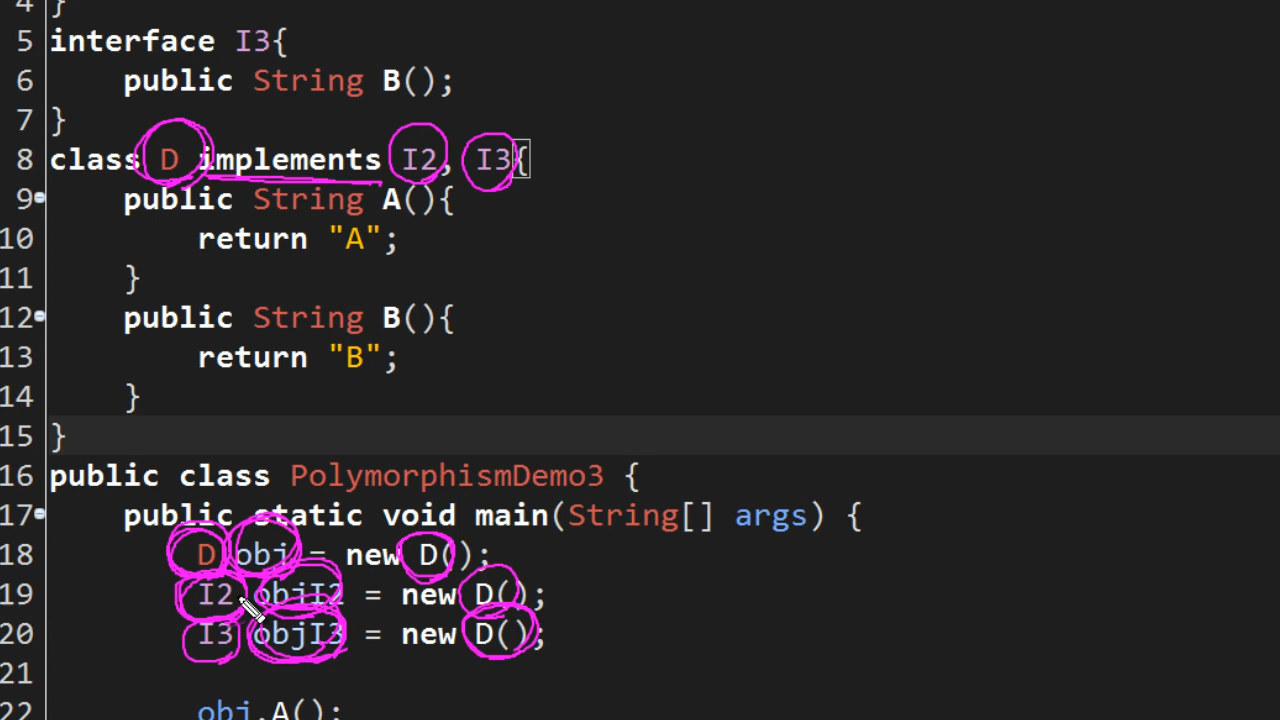 4 }
5 interface I3{
6 public String B();
7 }
8 class D implements I2, I3{
9 public String A(){
10 return "A";
11 }
12 public String B(){
13 return "B";
14 }
15 }
16 public class PolymorphismDemo3 {
17 public static void main(String[] args) {
18 D obj = new D();
19 I2 objI2 = new D();
20 I3 objI3 = new D();
21
22 obj.A();